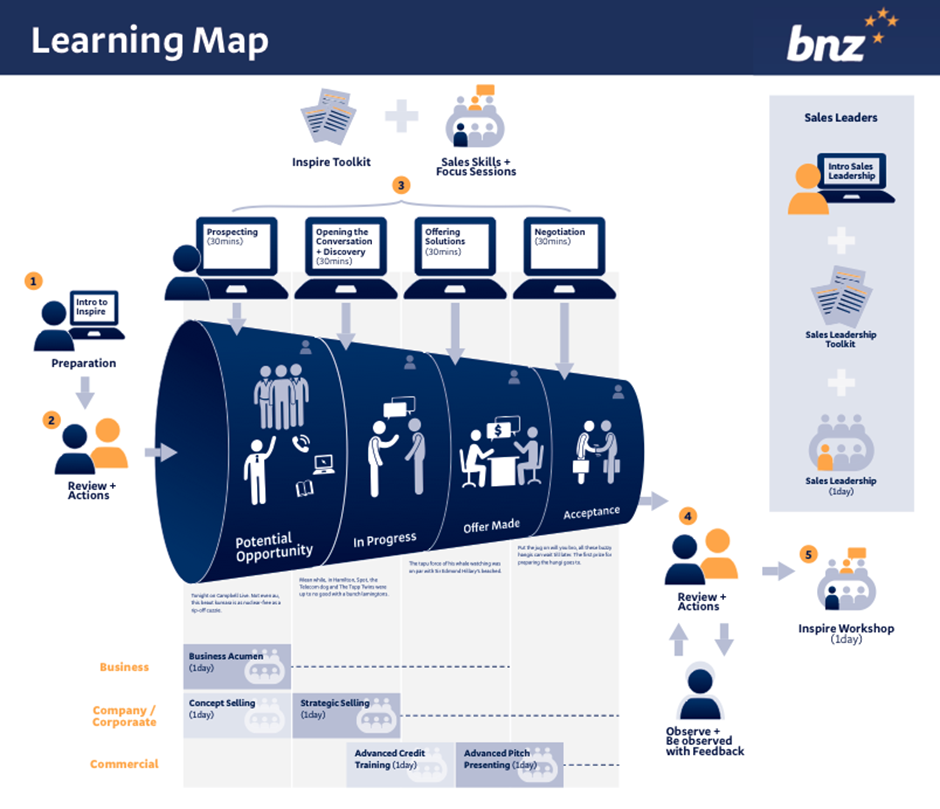 Learning Map
bnz
Inspire Toolkit
Sales Skills +
Focus Sessions
3
Prospecting
(30mins)
Opening the
Conversation
+ Discovery
(30mins)
Offering
Solutions
(30mins)
Negotiation
(30mins)
1
Intro to
Inspire
Preparation
2
Review +
Actions
$
Potential
Opportunity
In Progress
Offer Made
Acceptance
Tonight on Campbell Live. Not even au,
this beaut kumara is as nuclear-free as a
rip-off cuzzie.
Mean while, in Hamilton, Spot, the
Telecom dog and The Topp Twins were
up to no good with a bunch lamingtons.
The tapu force of his whale watching was
on par with Sir Edmond Hillary's
Put the jug on will you bro, all these buzzy
hangis can wait till later. The first prize for
preparing the hangi goes to.
4
Review +
Actions
5
Inspire Workshop
(1day)
Observe +
Be observed
with Feedback
Business
Business Acumen
(1day)
Company /
Corporaate
Concept Selling
(1day)
Strategic Selling
(1day)
Commercial
Advanced Credit
Training (1day)
Advanced Pitch
Presenting (1day)
Sales Leaders
Intro Sales
Leadership
Sales Leadership
Toolkit
Sales Leadership
(1day)